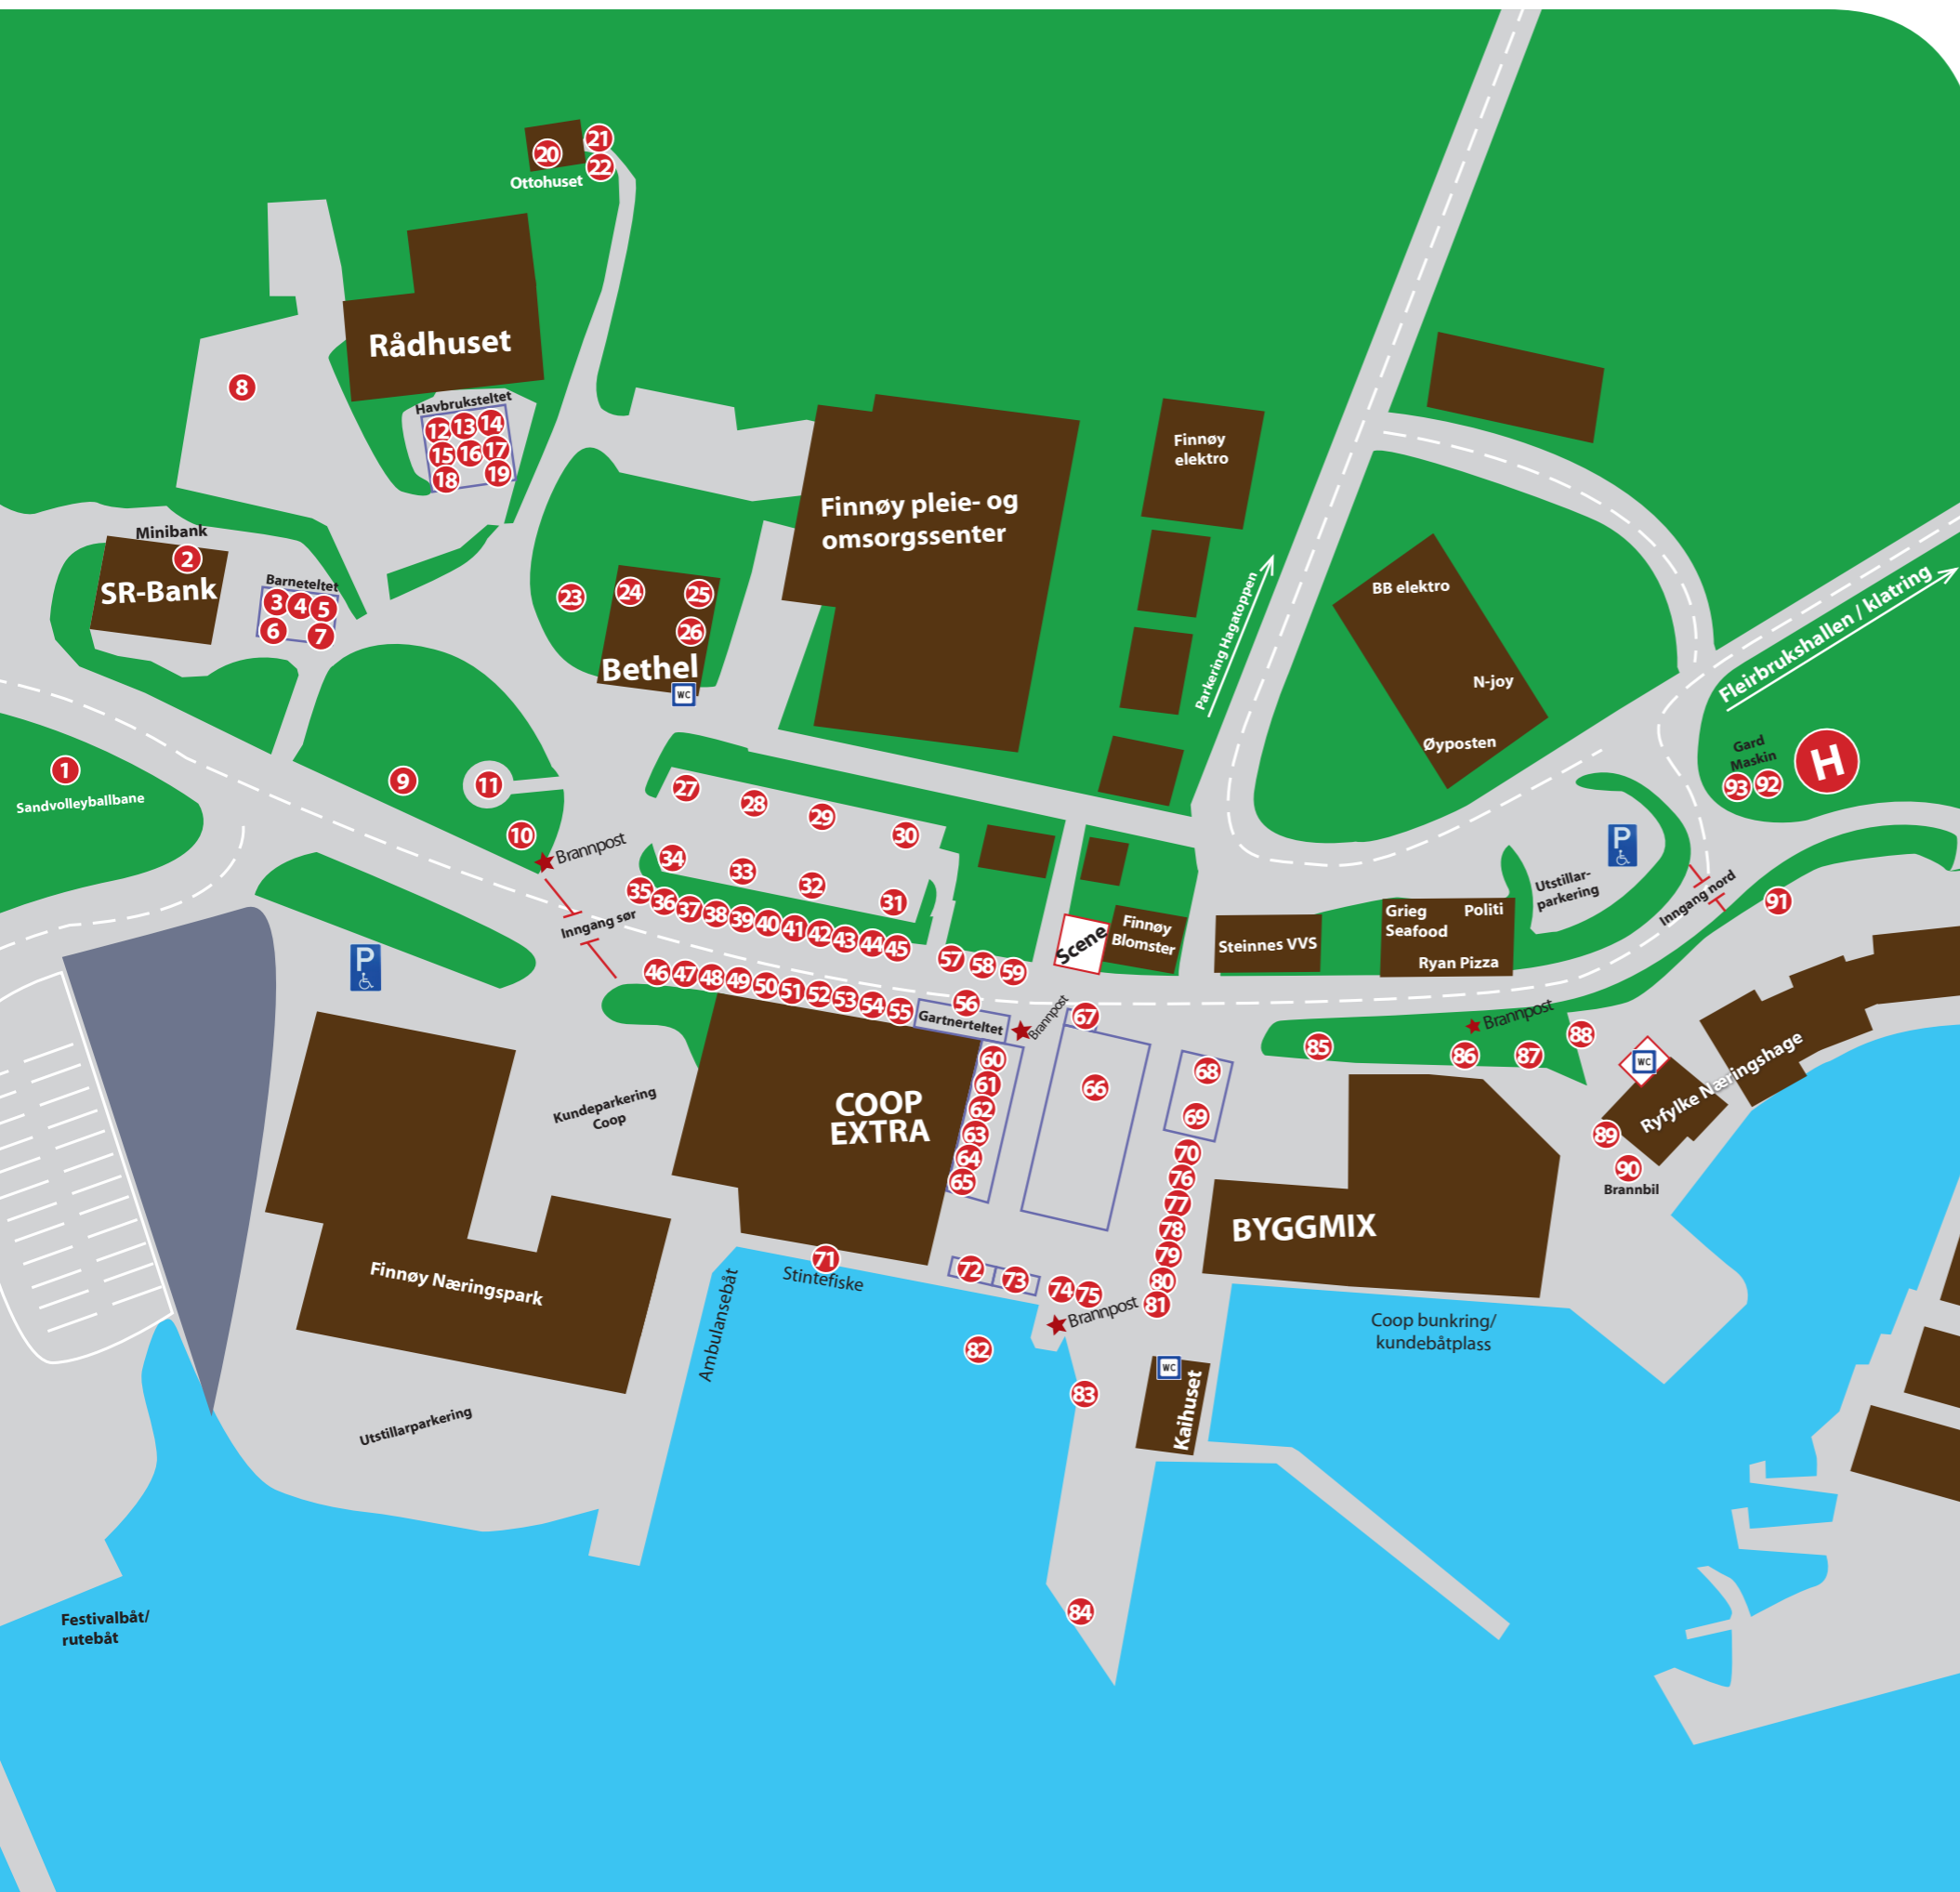 20
21
22
Ottohuset
Rådhuset
8
Havbruksteltet
12 13 14
15 16 17
18 19
Minibank
2
SR-Bank
Barneteltet
3 4 5
6 7
23
24
25
26
Bethel
WC
Finnøy pleie- og
omsorgssenter
Finnøy
elektro
Parkering Hagatoppen
BB elektro
N-joy
Øyposten
Fleirbrukshallen / klatring
Gard
Maskin
93 92
H
1
Sandvolleyballbane
9
11
10
Brannpost
Inngang sør
27
28
29
30
34
33
32
31
35 36 37 38 39 40 41 42 43 44 45
57 58 59
46 47 48 49 50 51 52 53 54 55
56
Gartnerteltet
Brannpost
Scene
Finnøy
Blomster
Steinnes VVS
Grieg
Seafood
Politi
Ryan Pizza
Utstillar-
parkering
P
Inngang nord
91
P
67
66
68
69
60
61
62
63
64
65
70
76
77
78
79
80
81
85
86
87
88
Brannpost
WC
Ryfylke Næringshage
89
90
Brannbil
Kundeparkering
Coop
COOP
EXTRA
BYGGMIX
Finnøy Næringspark
71
Stintefiske
72
73
74 75
Brannpost
Ambulansebåt
82
83
WC
Kaihuset
Coop bunkring/
kundebåtplass
Utstillarparkering
84
Festivalbåt/
rutebåt